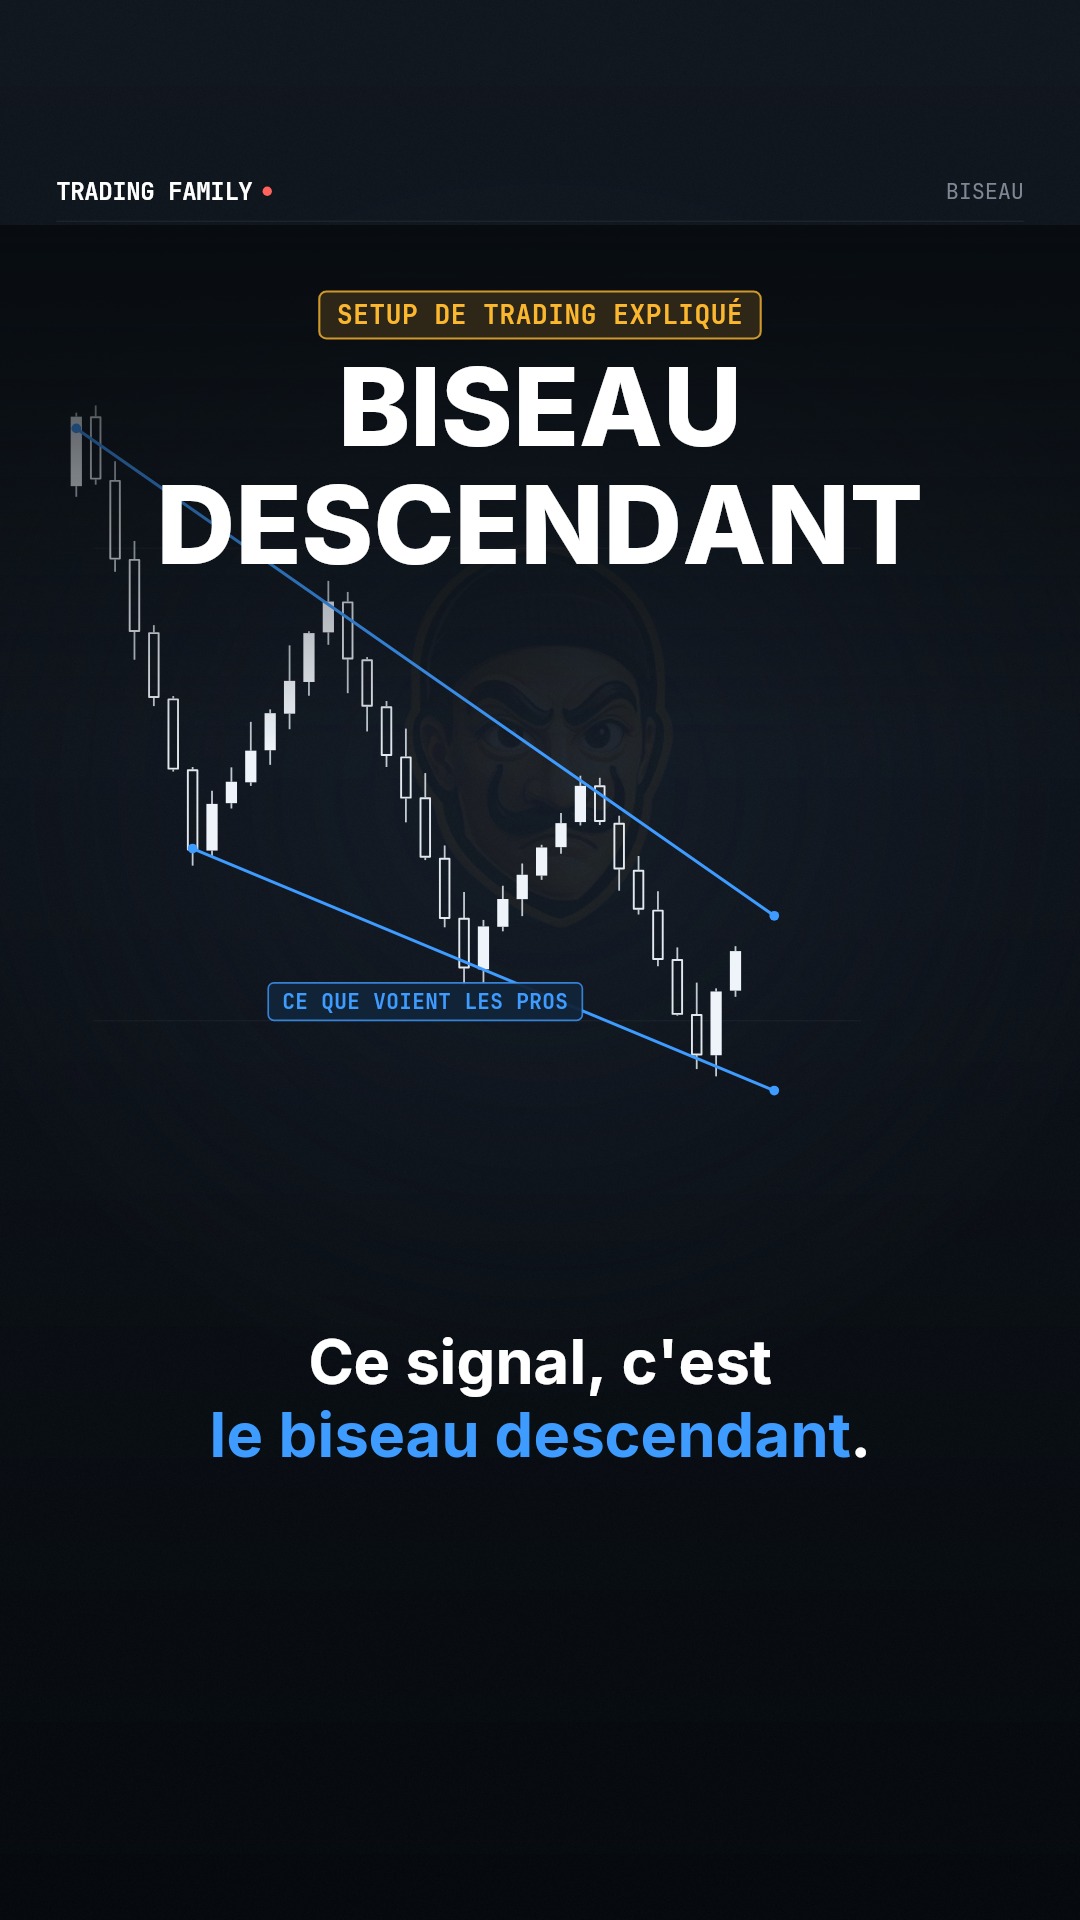 TRADING FAMILY
BISEAU
SETUP DE TRADING EXPLIQUÉ
BISEAU
DESCENDANT
CE QUE VOIENT LES PROS
Ce signal, c'est
le biseau descendant.